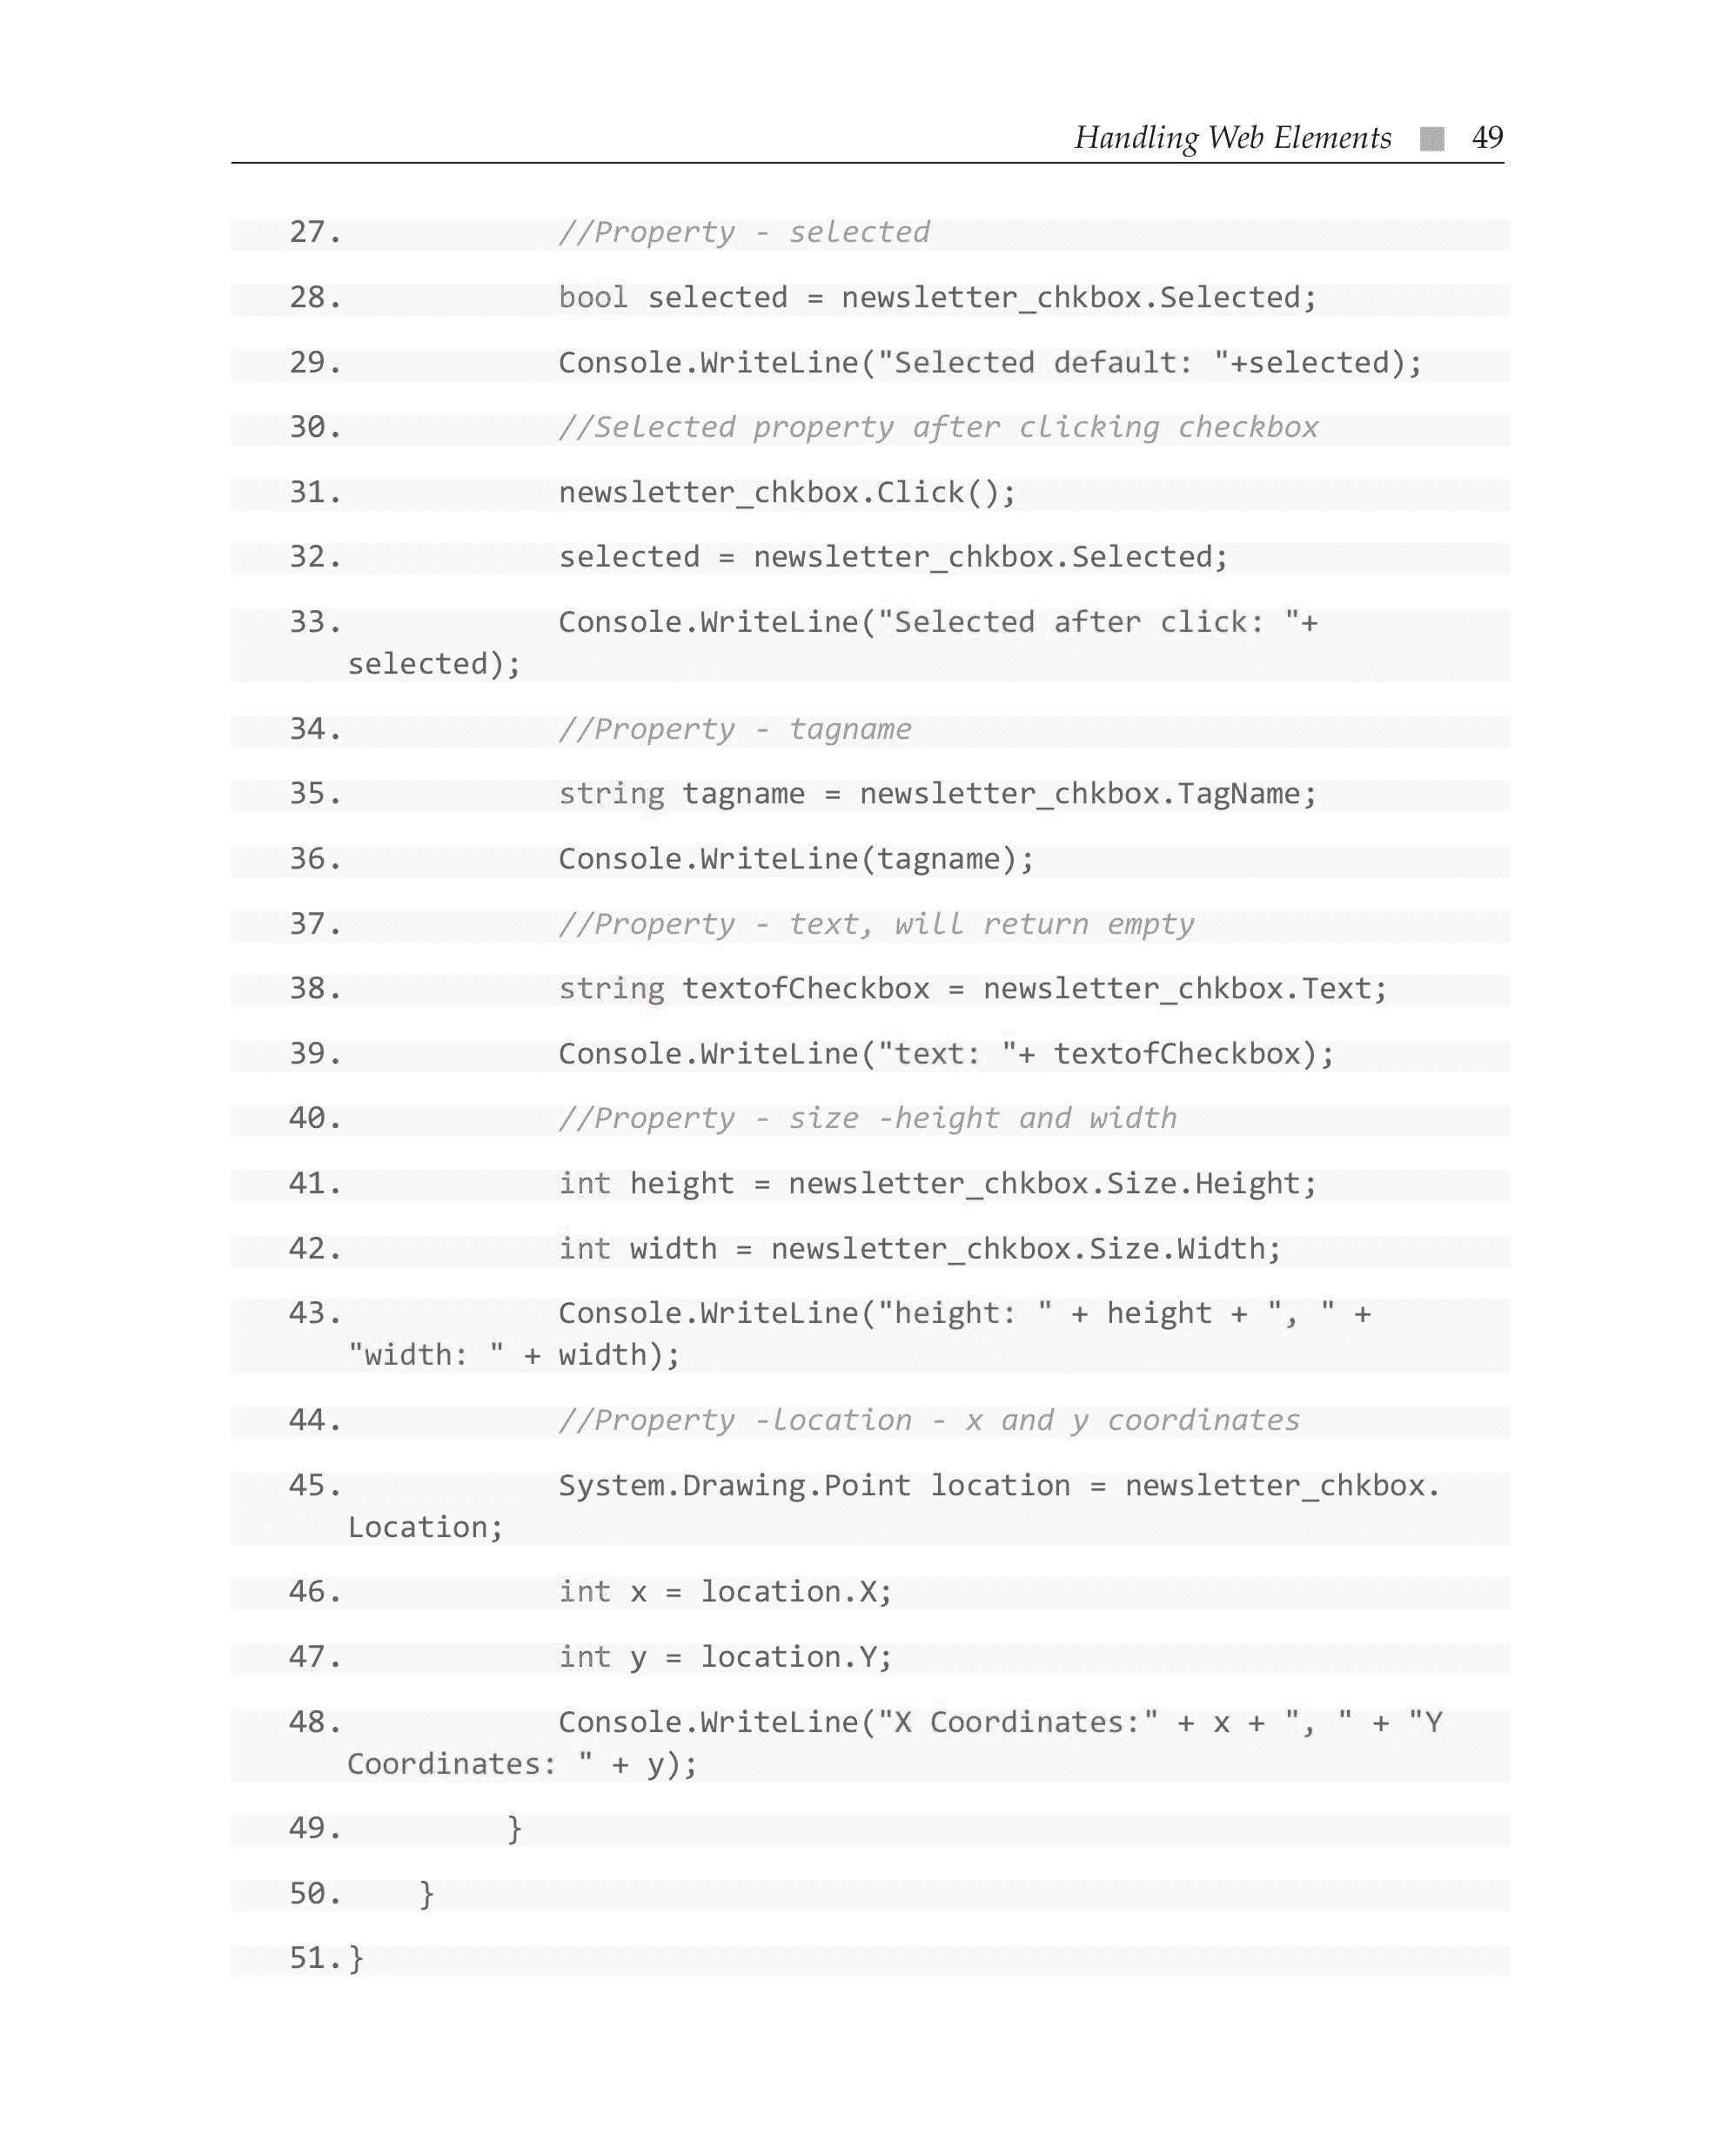 Handling Web Elements 49
27. //Property - selected
28. bool selected = newsletter_chkbox.Selected;
29. Console.WriteLine("Selected default: "+selected);
30. //Selected property after clicking checkbox
31. newsletter_chkbox.Click();
32. selected = newsletter_chkbox.Selected;
33. Console.WriteLine("Selected after click: "+
selected);
34. //Property - tagname
35. string tagname = newsletter_chkbox.TagName;
36. Console.WriteLine(tagname);
37. //Property - text, will return empty
38. string textofCheckbox = newsletter_chkbox.Text;
39. Console.WriteLine("text: "+ textofCheckbox);
40. //Property - size -height and width
41. int height = newsletter_chkbox.Size.Height;
42. int width = newsletter_chkbox.Size.Width;
43. Console.WriteLine("height: " + height + ", " +
"width: " + width);
44. //Property -location - x and y coordinates
45. System.Drawing.Point location = newsletter_chkbox.
Location;
46. int x = location.X;
47. int y = location.Y;
48. Console.WriteLine("X Coordinates:" + x + ", " + "Y
Coordinates: " + y);
49. }
50. }
51. }